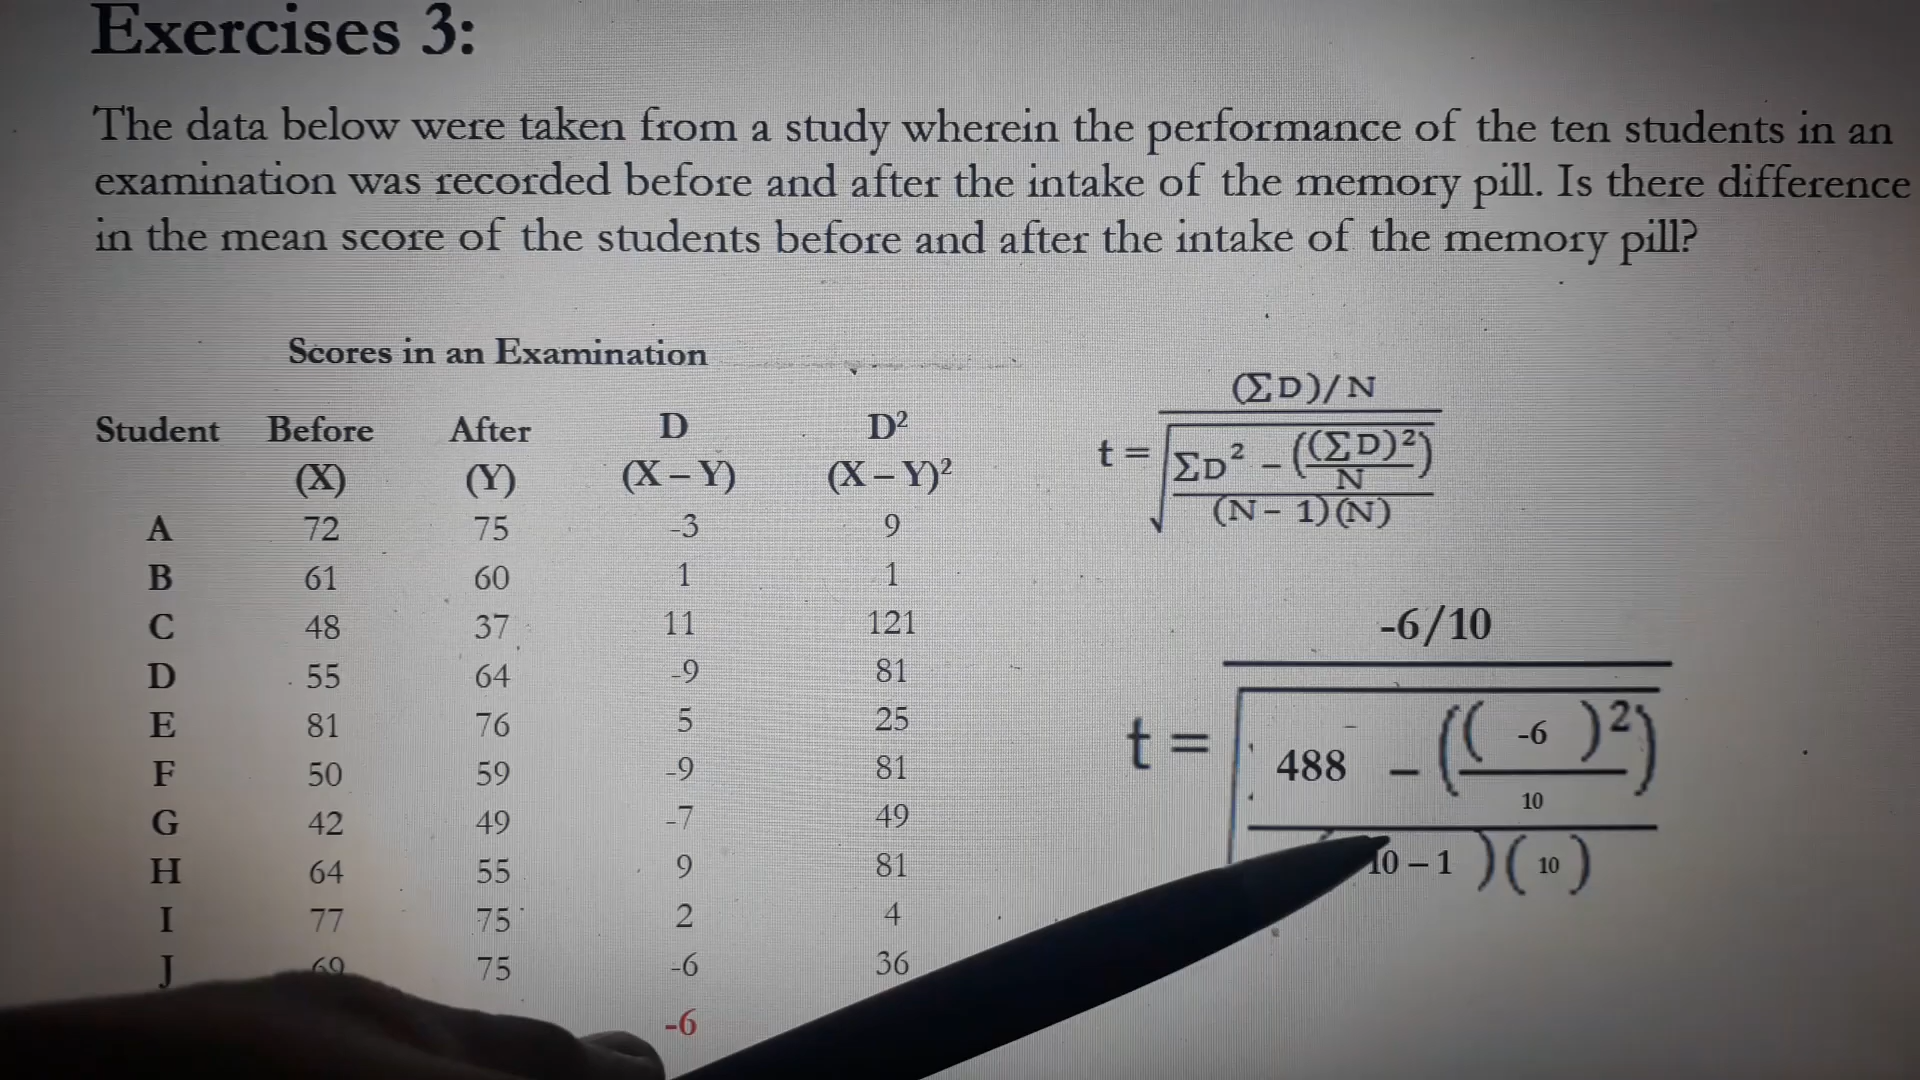 Exercises 3:
The data below were taken from a study wherein the performance of the ten students in an
examination was recorded before and after the intake of the memory pill. Is there difference
in the mean score of the students before and after the intake of the memory pill?
Scores in an Examination
Student Before After D D²
(X) (Y) (X – Y) (X – Y)²
A 72 75 -3 9
B 61 60 1 1
C 48 37 11 121
D 55 64 -9 81
E 81 76 5 25
F 50 59 -9 81
G 42 49 -7 49
H 64 55 9 81
I 77 75 2 4
J 69 75 -6 36
-6
(ΣD)/N
t = ΣD² – ((ΣD)²)
N
(N – 1)(N)
-6/10
t = 488 – (( -6 )²)
10
10 – 1 )( 10 )